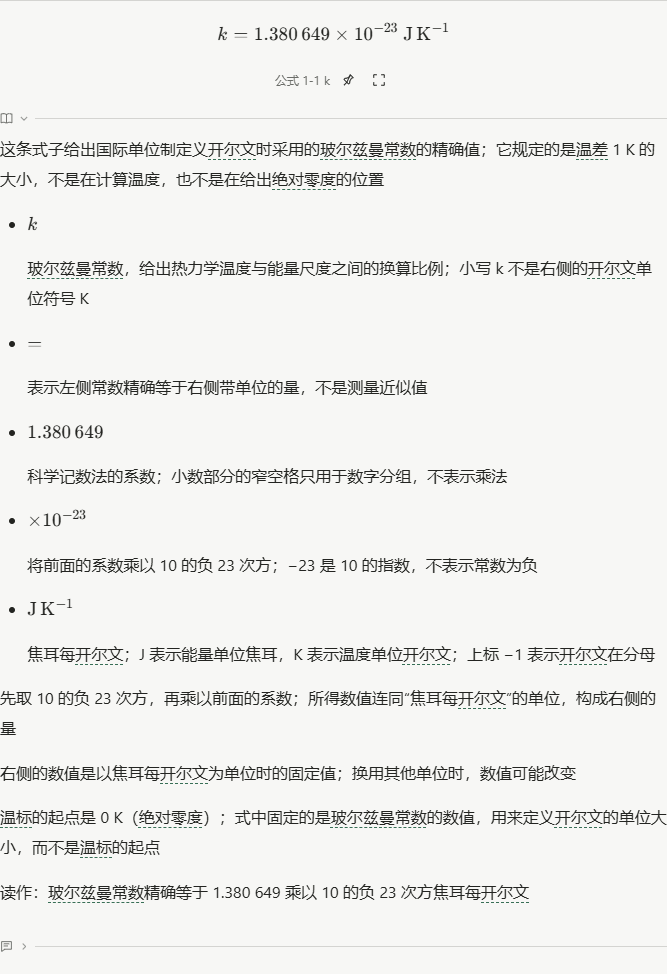 k = 1.380 649 × 10⁻²³ J K⁻¹
公式 1-1 k
这条式子给出国际单位制定义开尔文时采用的玻尔兹曼常数的精确值；它规定的是温差 1 K 的
大小，不是在计算温度，也不是在给出绝对零度的位置
• k
玻尔兹曼常数，给出热力学温度与能量尺度之间的换算比例；小写 k 不是右侧的开尔文单
位符号 K
• =
表示左侧常数精确等于右侧带单位的量，不是测量近似值
• 1.380 649
科学记数法的系数；小数部分的窄空格只用于数字分组，不表示乘法
• ×10⁻²³
将前面的系数乘以 10 的负 23 次方；−23 是 10 的指数，不表示常数为负
• J K⁻¹
焦耳每开尔文；J 表示能量单位焦耳，K 表示温度单位开尔文；上标 −1 表示开尔文在分母
先取 10 的负 23 次方，再乘以前面的系数；所得数值连同“焦耳每开尔文”的单位，构成右侧的
量
右侧的数值是以焦耳每开尔文为单位时的固定值；换用其他单位时，数值可能改变
温标的起点是 0 K（绝对零度）；式中固定的是玻尔兹曼常数的数值，用来定义开尔文的单位大
小，而不是温标的起点
读作：玻尔兹曼常数精确等于 1.380 649 乘以 10 的负 23 次方焦耳每开尔文